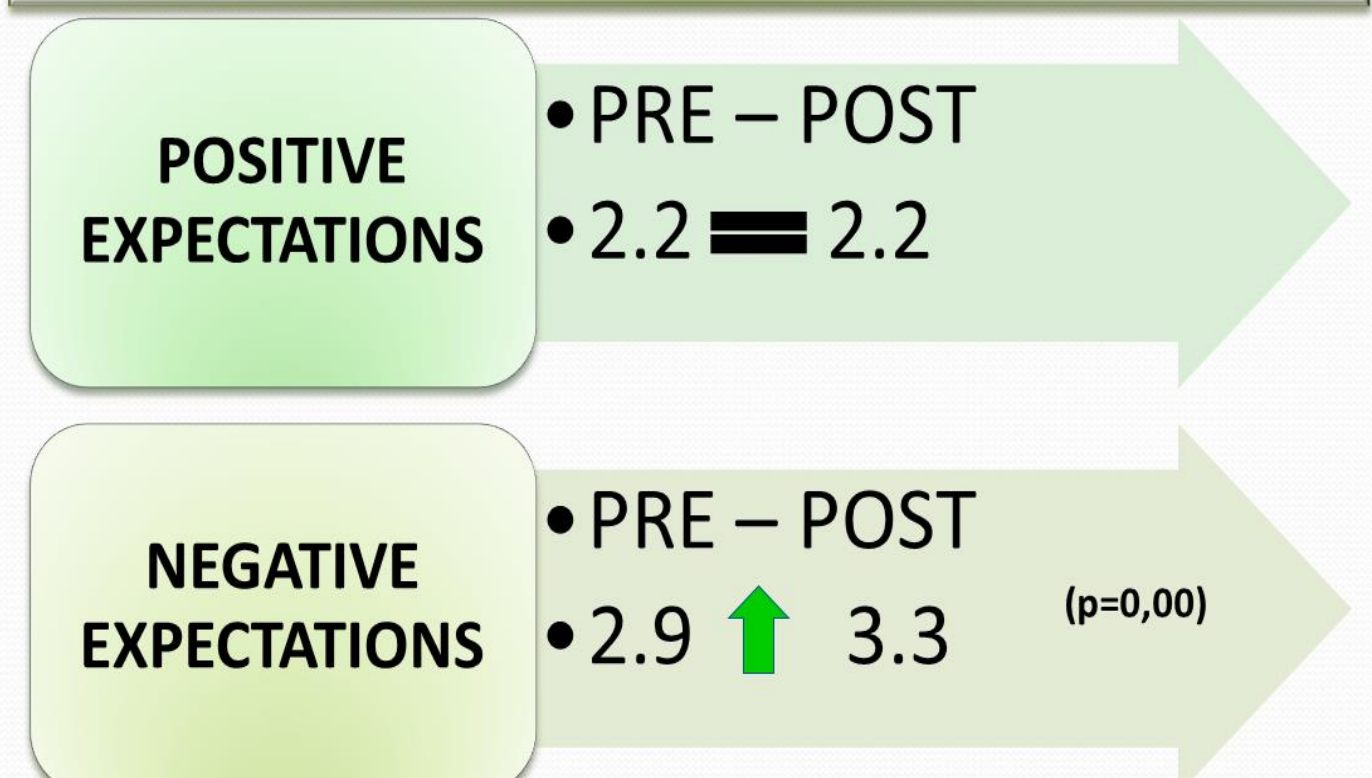 POSITIVE
EXPECTATIONS
• PRE – POST
• 2.2 = 2.2
NEGATIVE
EXPECTATIONS
• PRE – POST
• 2.9 3.3 (p=0,00)